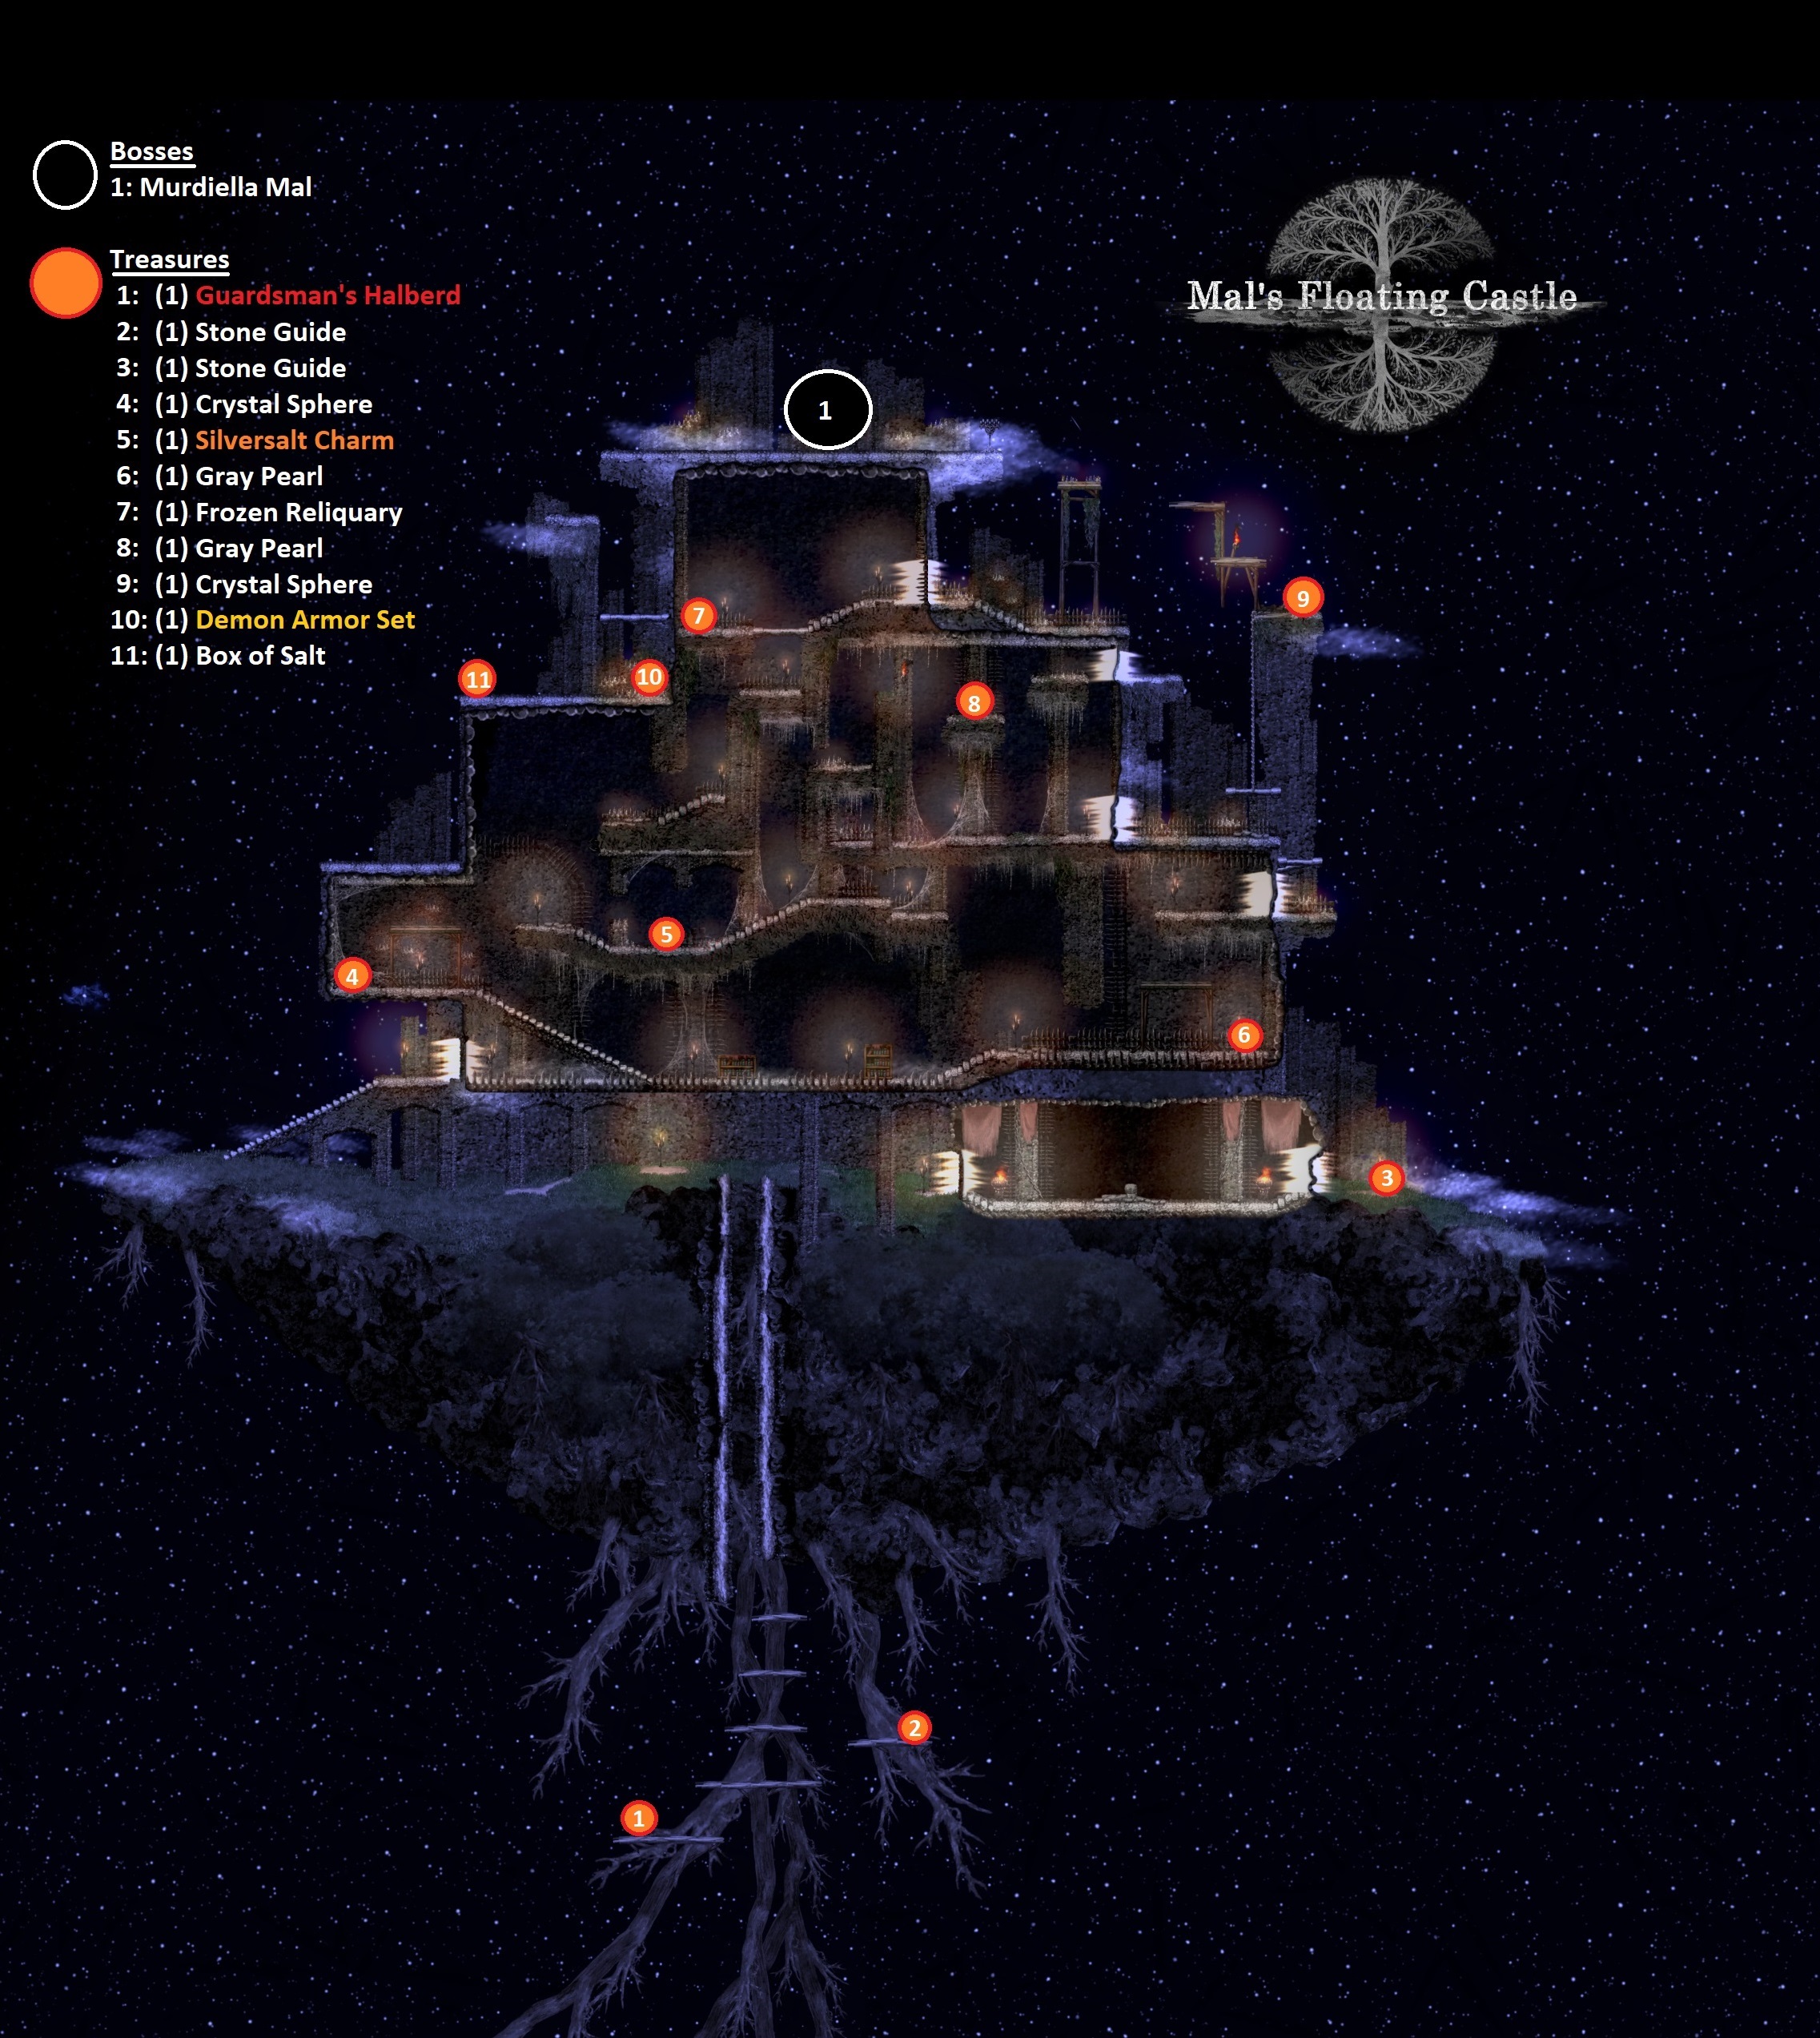 Bosses
1: Murdiella Mal
Treasures
1: (1) Guardsman's Halberd
2: (1) Stone Guide
3: (1) Stone Guide
4: (1) Crystal Sphere
5: (1) Silversalt Charm
6: (1) Gray Pearl
7: (1) Frozen Reliquary
8: (1) Gray Pearl
9: (1) Crystal Sphere
10: (1) Demon Armor Set
11: (1) Box of Salt
Mal's Floating Castle
1
9
7
11
10
8
5
4
6
3
2
1